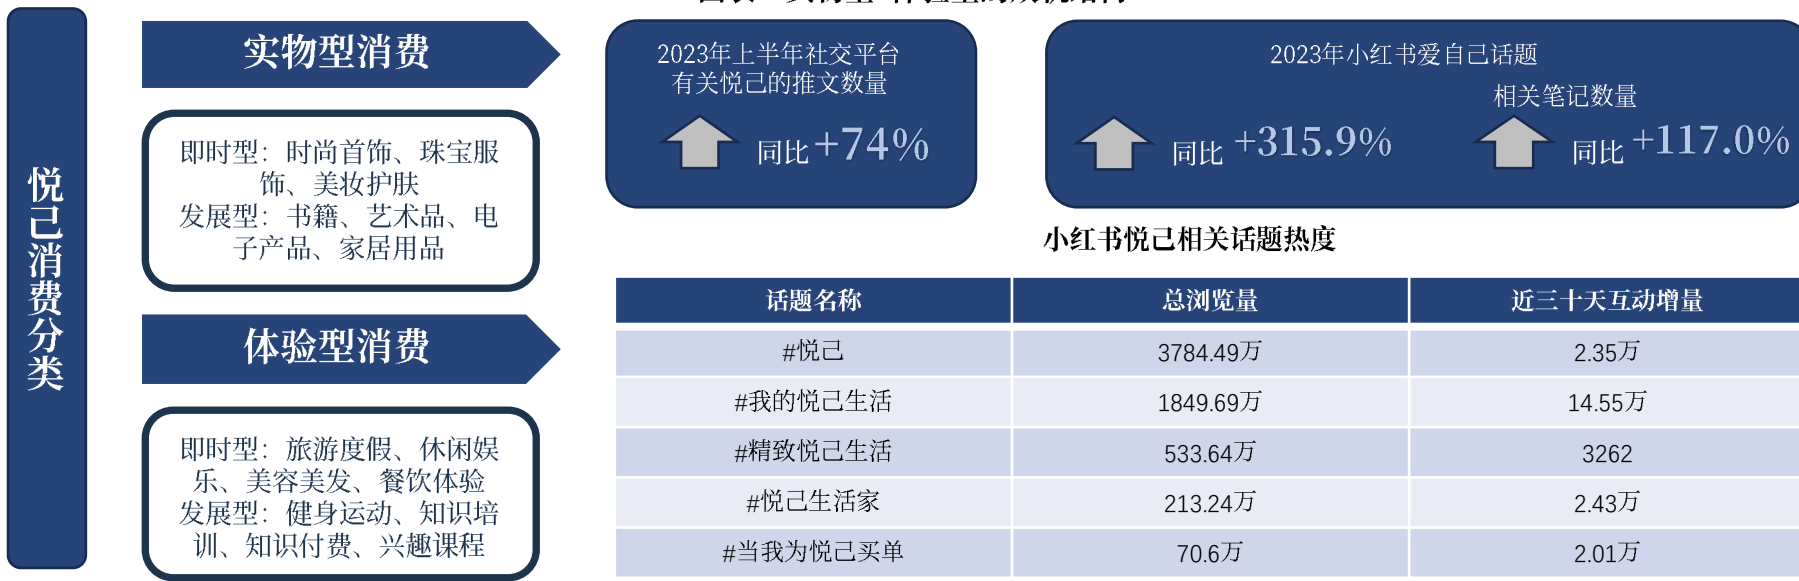 悦己消费分类
实物型消费
即时型：时尚首饰、珠宝服
饰、美妆护肤
发展型：书籍、艺术品、电
子产品、家居用品
体验型消费
即时型：旅游度假、休闲娱
乐、美容美发、餐饮体验
发展型：健身运动、知识培
训、知识付费、兴趣课程
2023年上半年社交平台
有关悦己的推文数量
同比+74%
2023年小红书爱自己话题
同比+315.9%
相关笔记数量
同比+117.0%
小红书悦己相关话题热度
话题名称 总浏览量 近三十天互动增量
#悦己 3784.49万 2.35万
#我的悦己生活 1849.69万 14.55万
#精致悦己生活 533.64万 3262
#悦己生活家 213.24万 2.43万
#当我为悦己买单 70.6万 2.01万